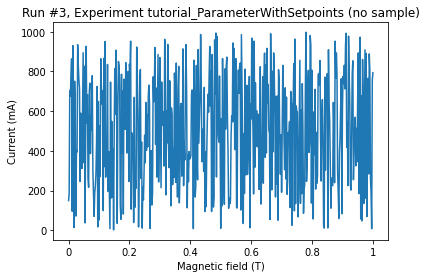 Run #3, Experiment tutorial_ParameterWithSetpoints (no sample)
1000
800
600
400
200
0
Current (mA)
0 0.2 0.4 0.6 0.8 1
Magnetic field (T)